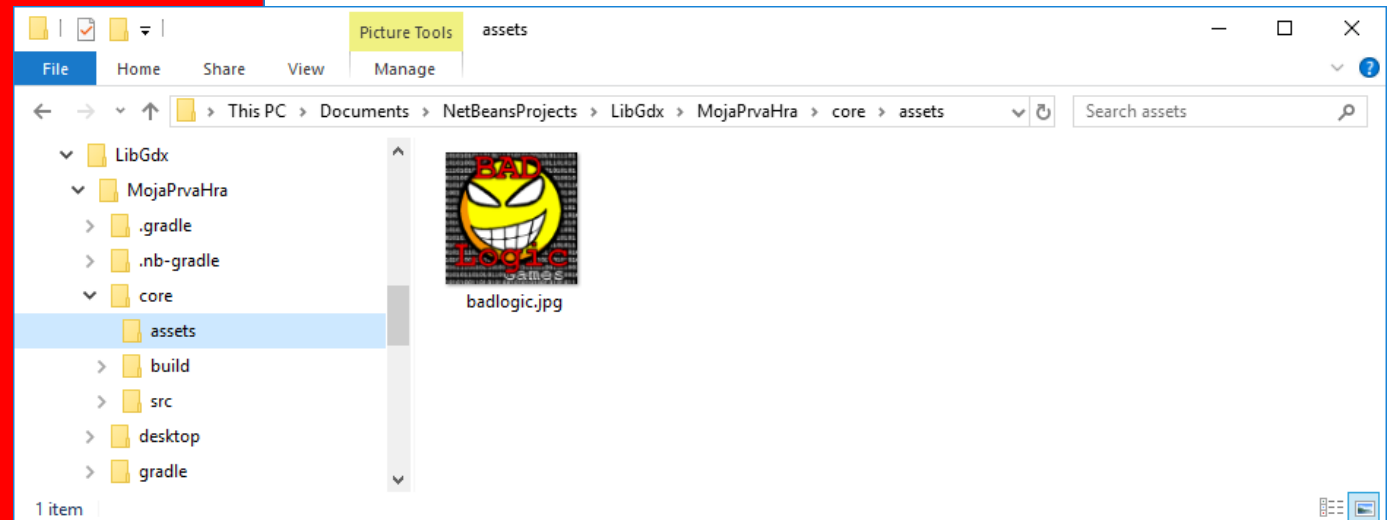 Picture Tools assets
File Home Share View Manage
This PC > Documents > NetBeansProjects > LibGdx > MojaPrvaHra > core > assets Search assets
LibGdx
MojaPrvaHra
.gradle
.nb-gradle
core
assets
build
src
desktop
gradle
BAD
Logic
Games
badlogic.jpg
1 item